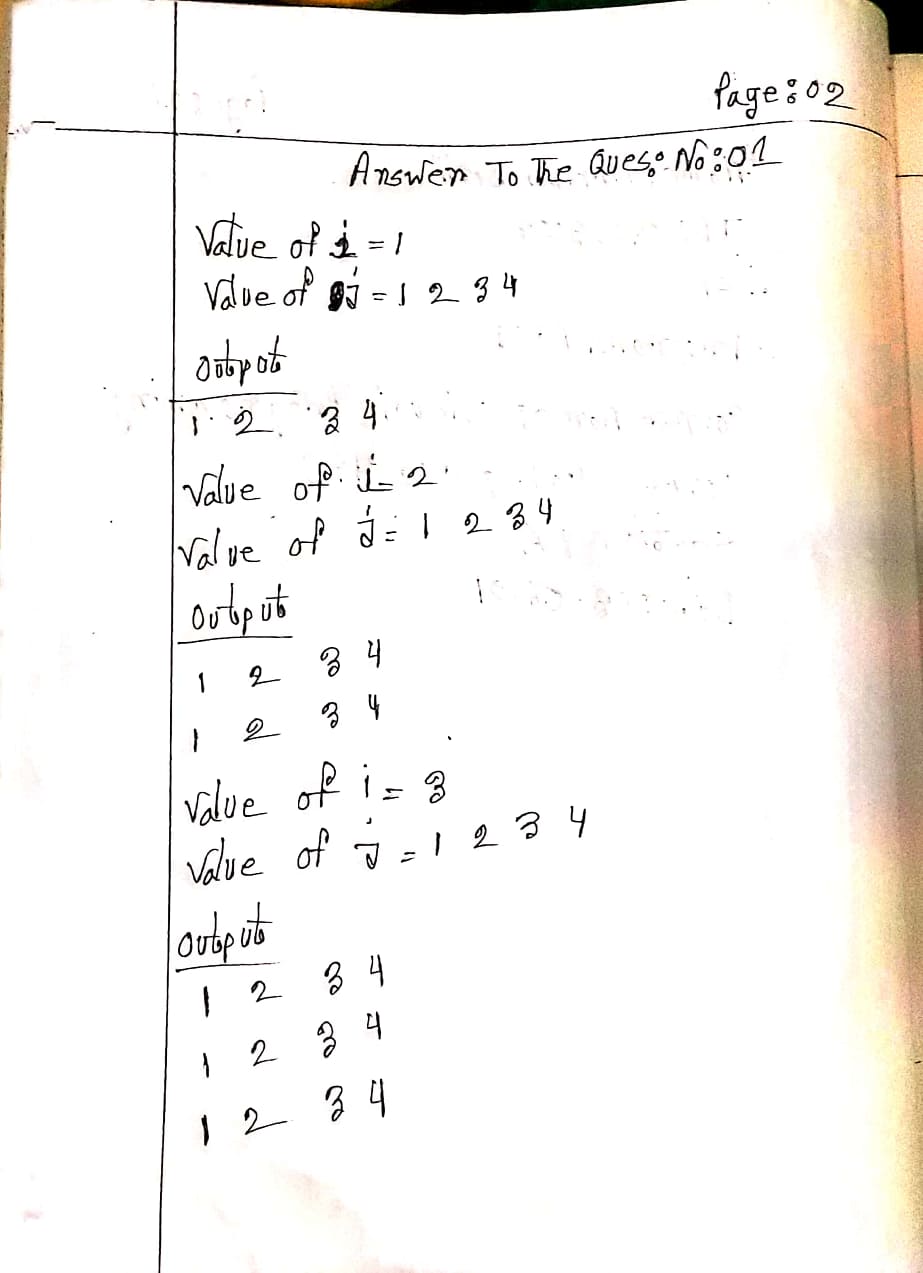 Page: 02
Answer To The Ques: No: 01
Value of i = 1
Value of j = 1 2 3 4
Output
1 2 3 4
Value of i = 2
Value of j = 1 2 3 4
Output
1 2 3 4
1 2 3 4
Value of i = 3
Value of j = 1 2 3 4
Output
1 2 3 4
1 2 3 4
1 2 3 4